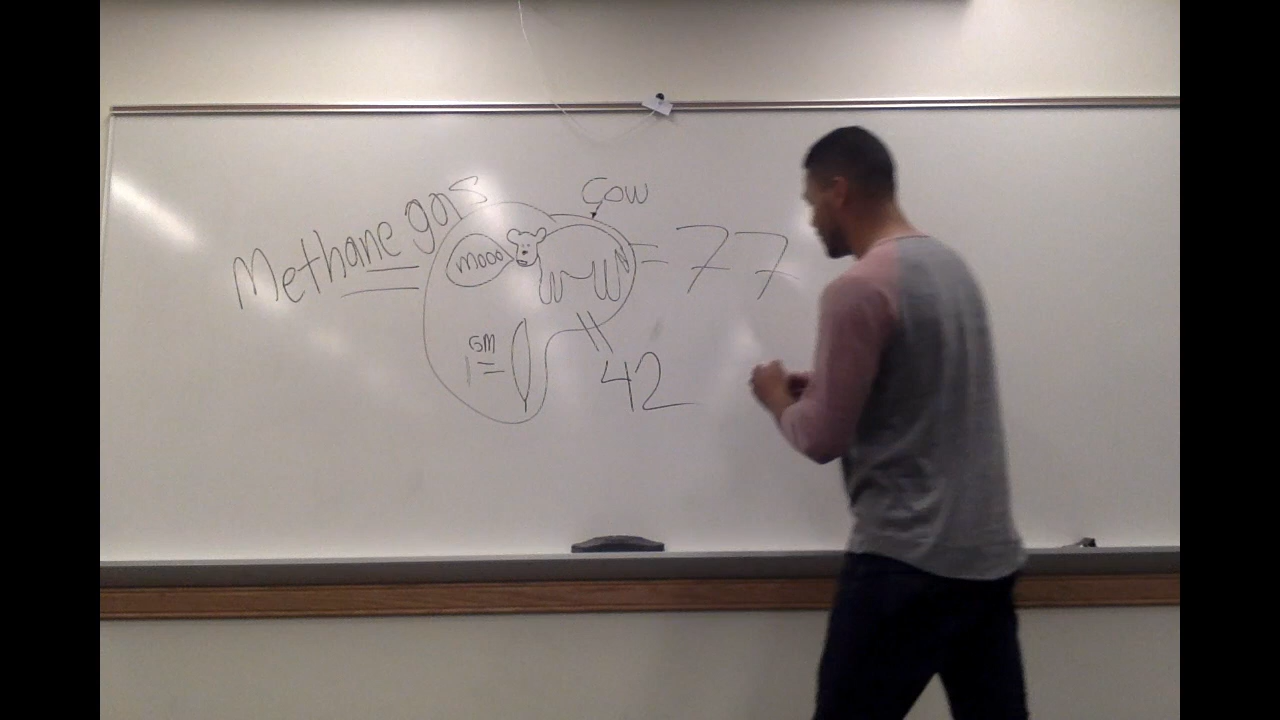 Cow
Methane gas
mooo
= 77
GM
1 =
= 42